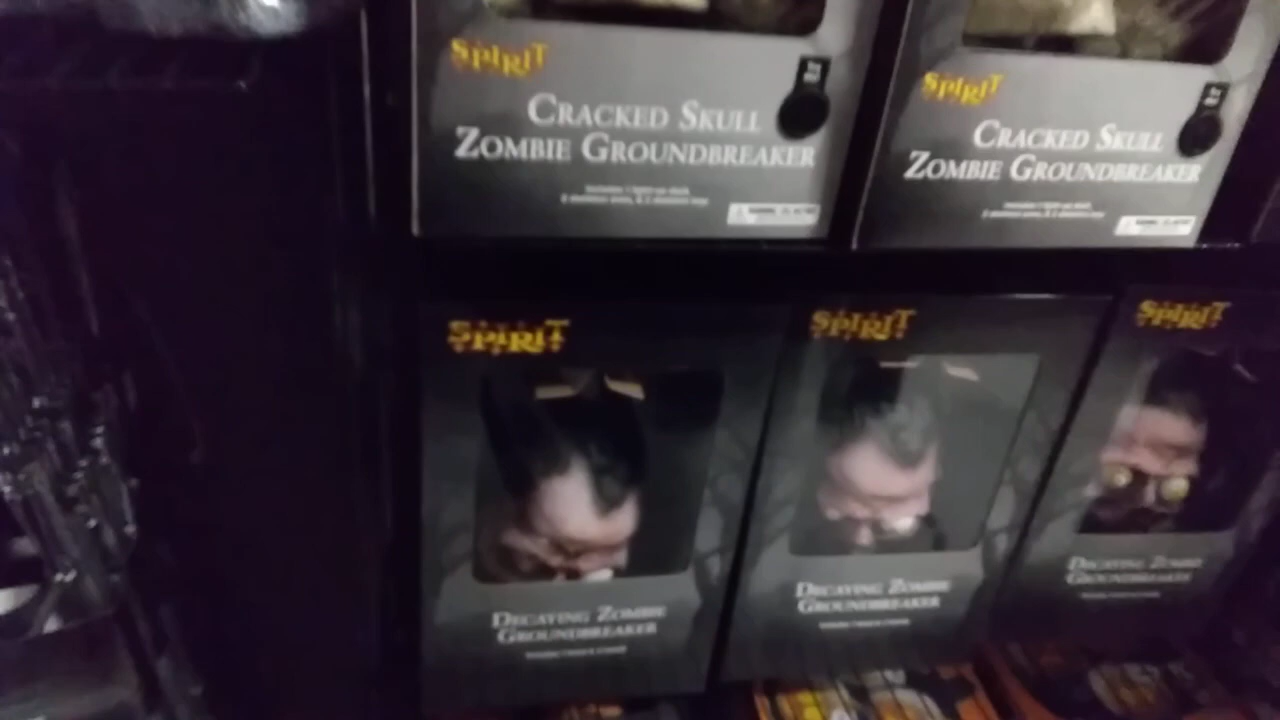 SPIRIT
CRACKED SKULL
ZOMBIE GROUNDBREAKER
SPIRIT
CRACKED SKULL
ZOMBIE GROUNDBREAKER
SPIRIT
DECAYING ZOMBIE
GROUNDBREAKER
SPIRIT
DECAYING ZOMBIE
GROUNDBREAKER
SPIRIT
DECAYING ZOMBIE
GROUNDBREAKER